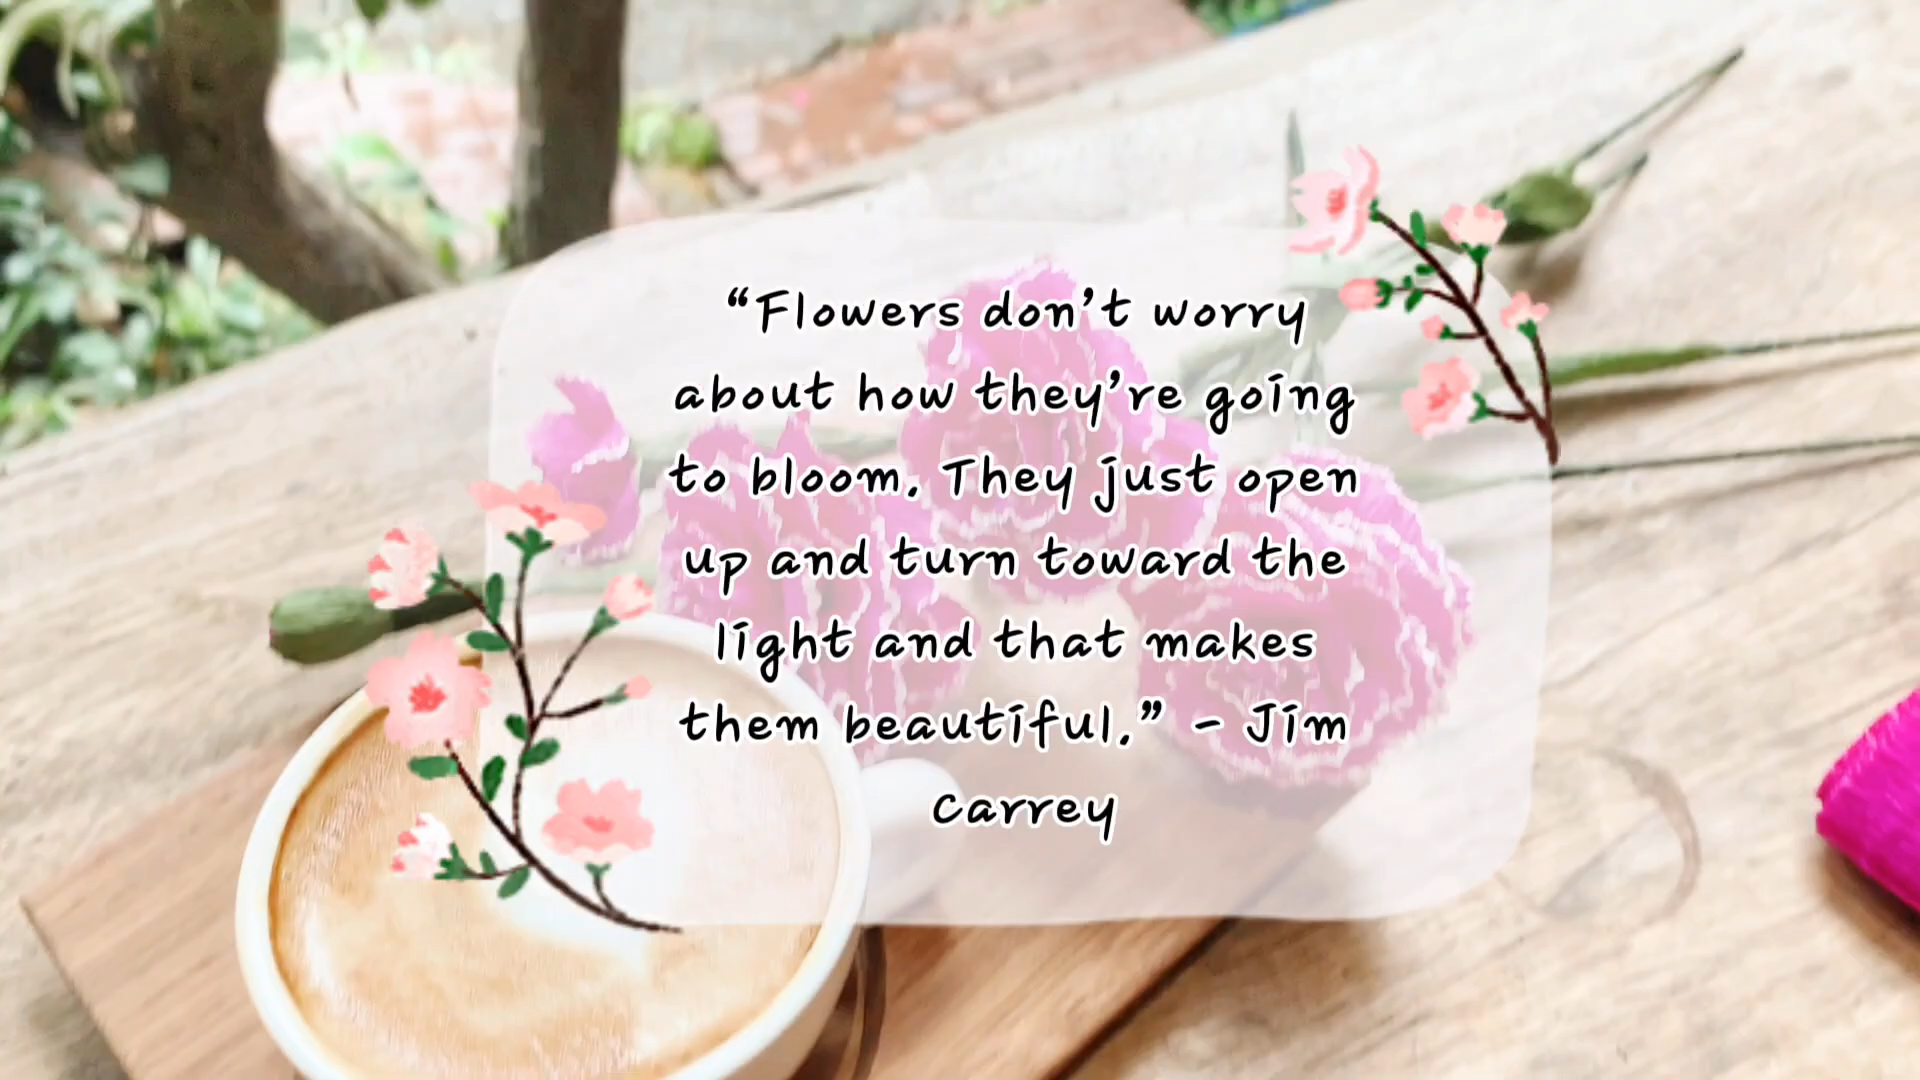 “Flowers don’t worry
about how they’re going
to bloom. They just open
up and turn toward the
light and that makes
them beautiful.” – Jim
Carrey